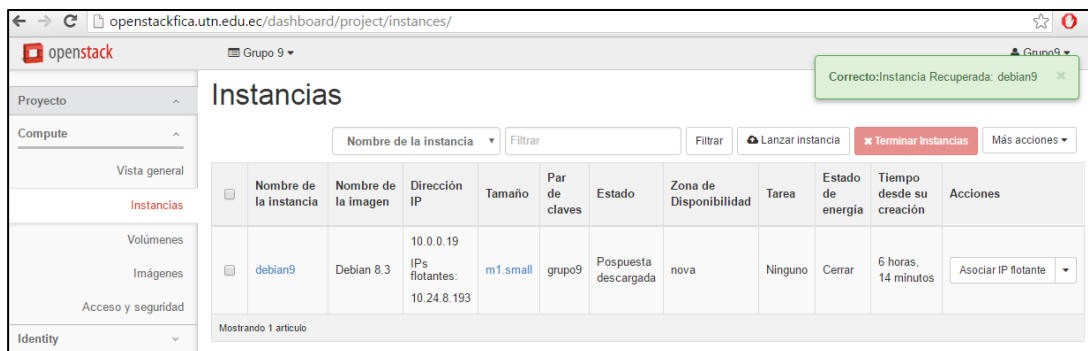 openstackfica.utn.edu.ec/dashboard/project/instances/
openstack
Grupo 9
Grupo9
Correcto:Instancia Recuperada: debian9
Proyecto
Compute
Vista general
Instancias
Volúmenes
Imágenes
Acceso y seguridad
Identity
Instancias
Nombre de la instancia
Filtrar
Filtrar
Lanzar instancia
Terminar Instancias
Más acciones
Nombre de
la instancia
Nombre de
la imagen
Dirección
IP
Tamaño
Par
de
claves
Estado
Zona de
Disponibilidad
Tarea
Estado
de
energía
Tiempo
desde su
creación
Acciones
debian9
Debian 8.3
10.0.0.19
IPs
flotantes:
10.24.8.193
m1.small
grupo9
Pospuesta
descargada
nova
Ninguno
Cerrar
6 horas,
14 minutos
Asociar IP flotante
Mostrando 1 articulo